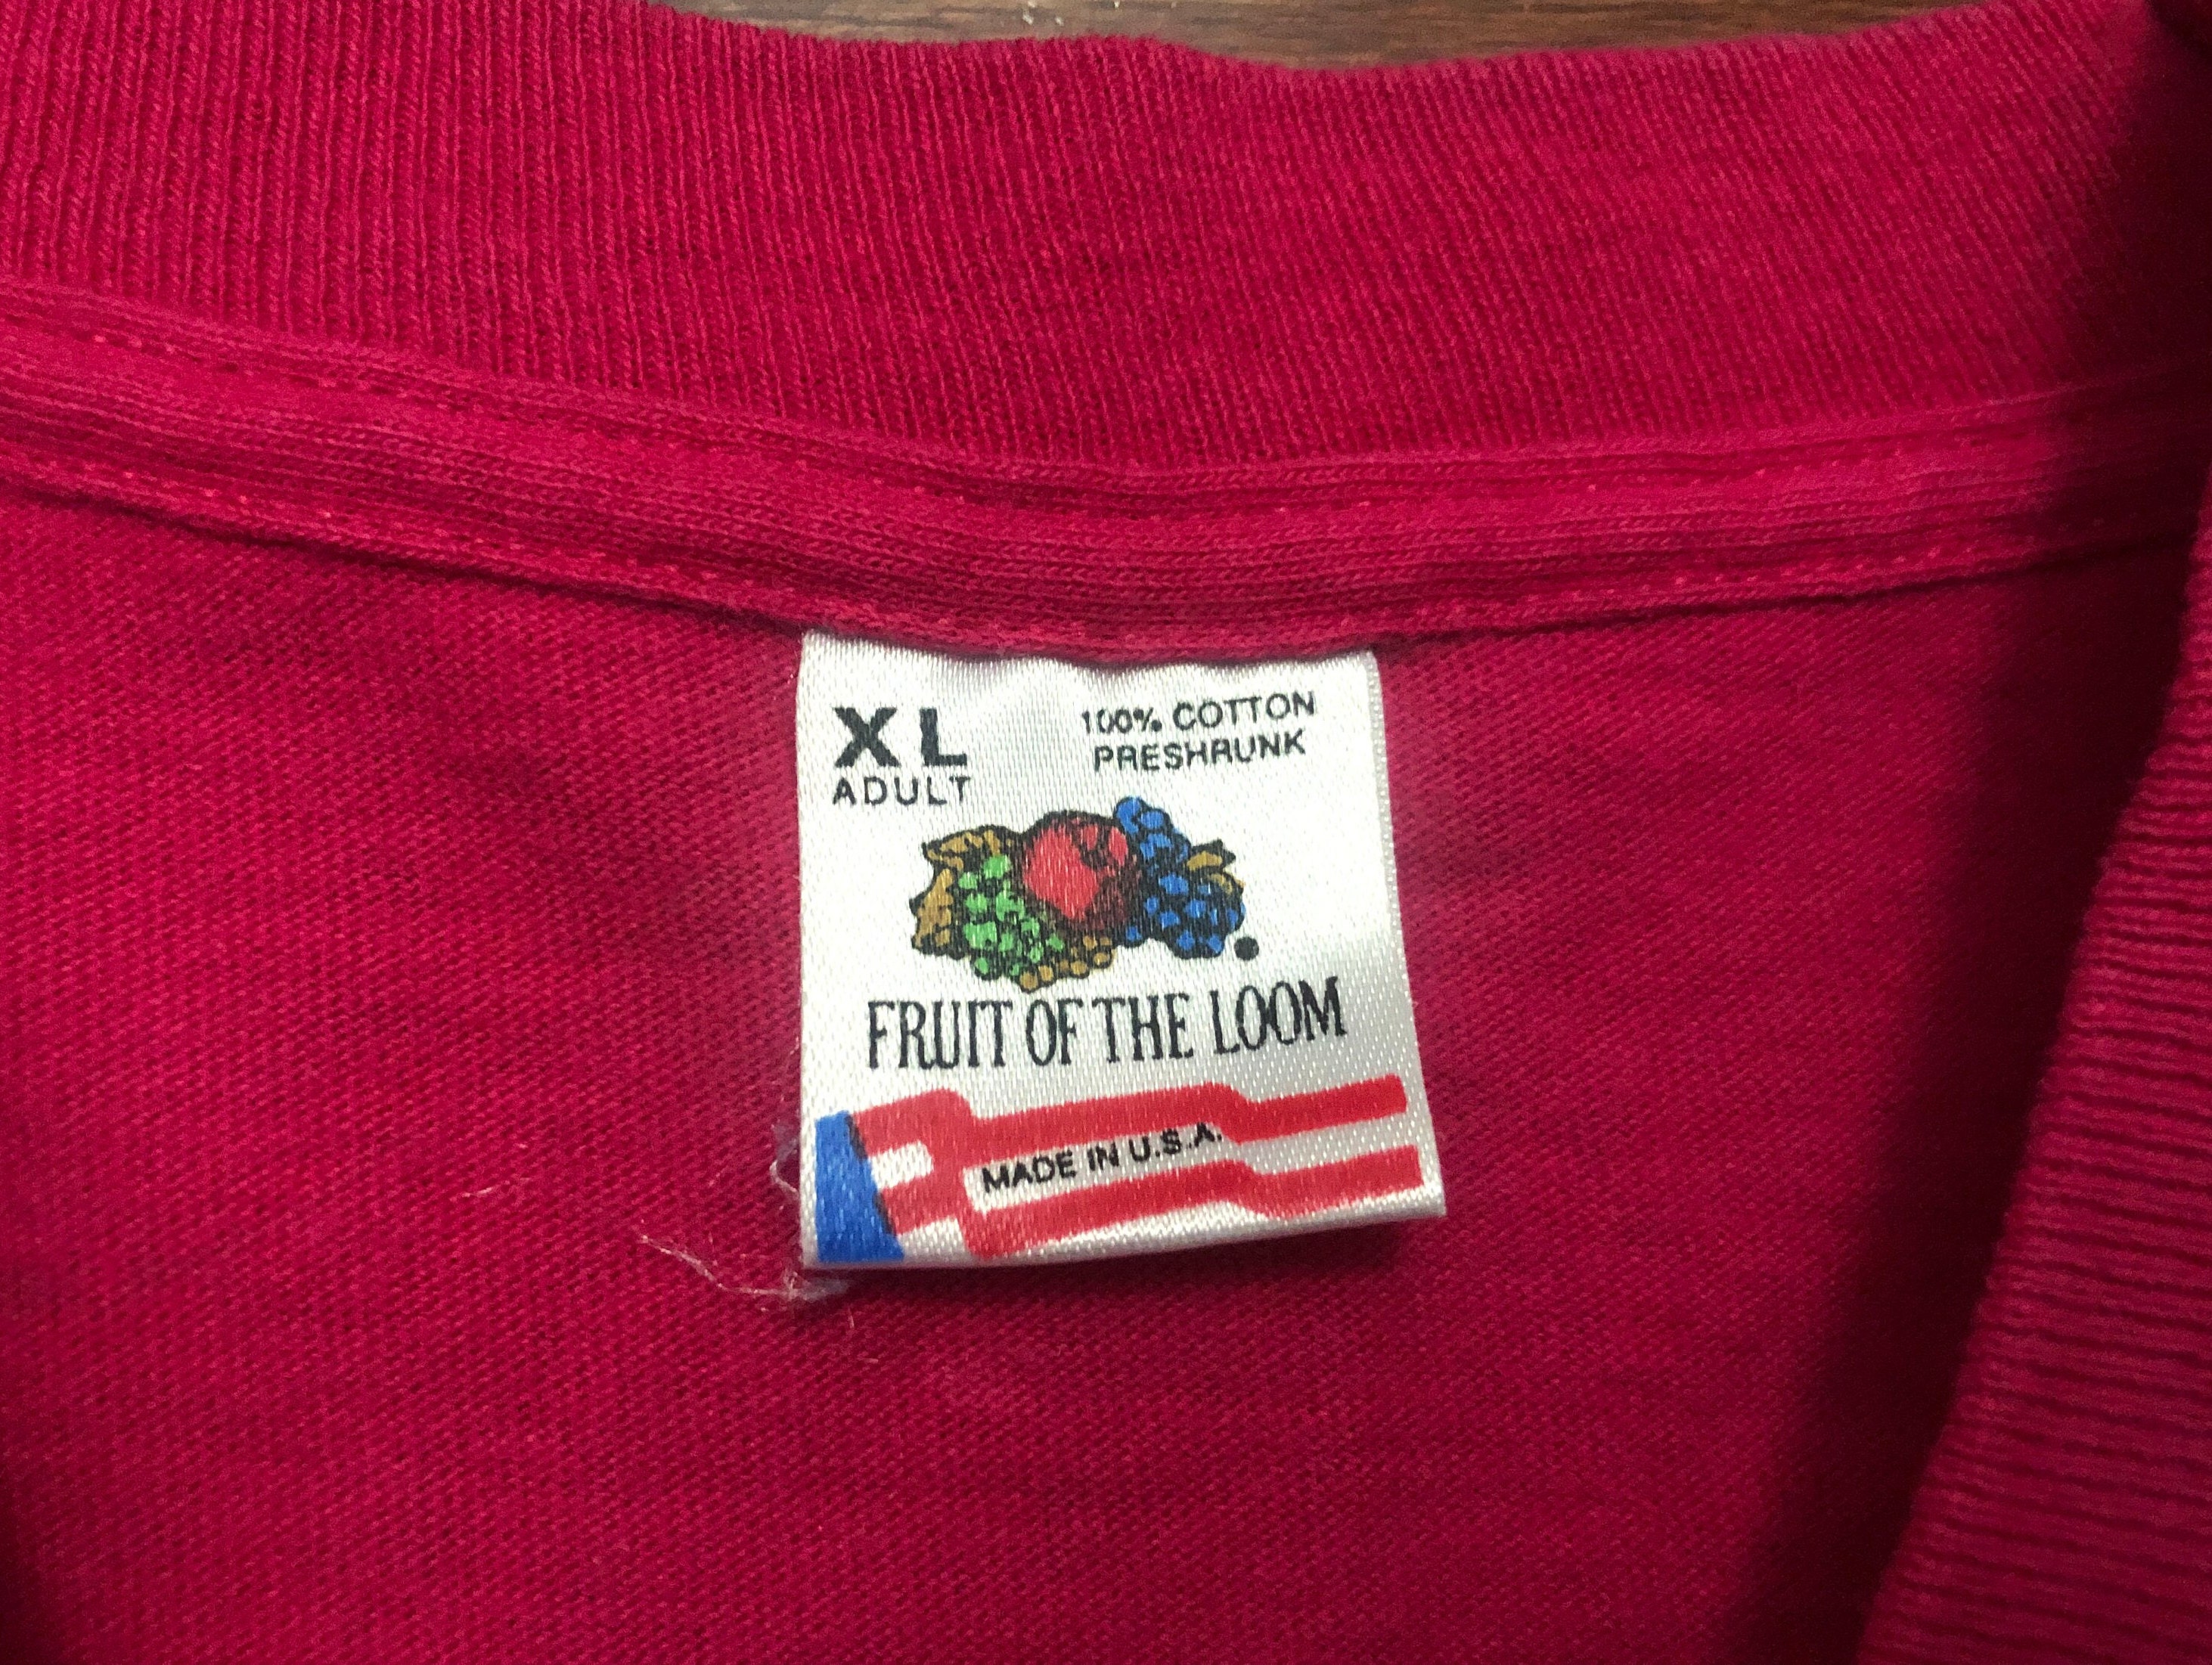 XL
ADULT
100% COTTON
PRESHRUNK
FRUIT OF THE LOOM
MADE IN U.S.A.